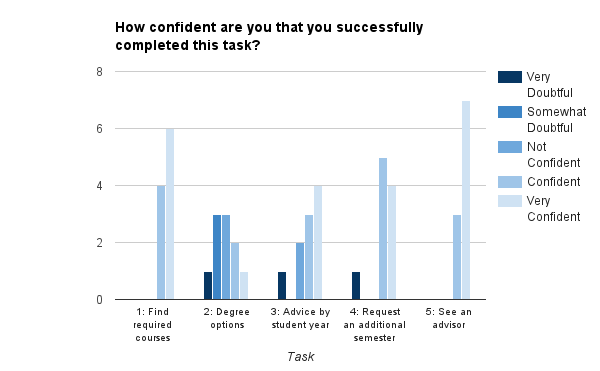 How confident are you that you successfully
completed this task?
8
6
4
2
0
1: Find
required
courses
2: Degree
options
3: Advice by
student year
4: Request
an additional
semester
5: See an
advisor
Task
Very
Doubtful
Somewhat
Doubtful
Not
Confident
Confident
Very
Confident